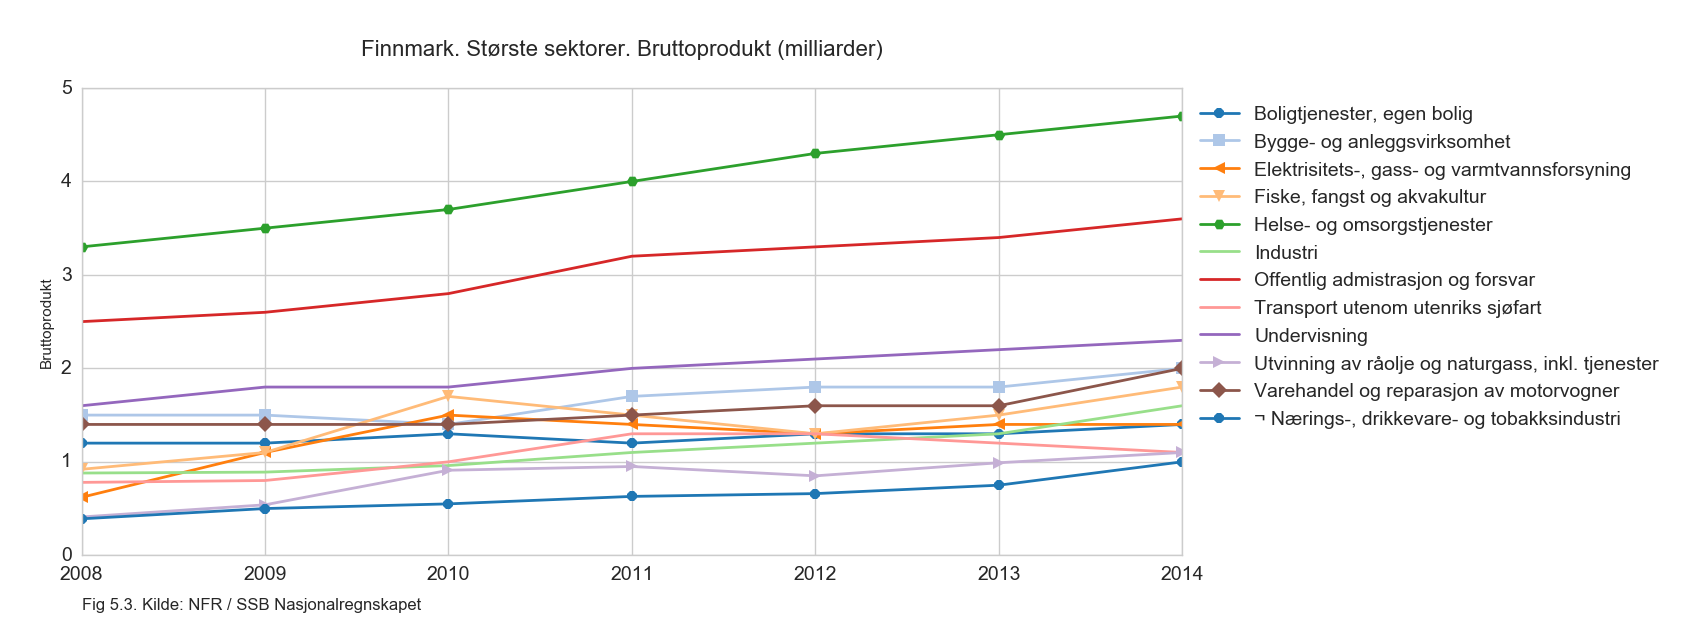 Finnmark. Største sektorer. Bruttoprodukt (milliarder)
5
4
3
2
1
0
Bruttoprodukt
2008 2009 2010 2011 2012 2013 2014
Boligtjenester, egen bolig
Bygge- og anleggsvirksomhet
Elektrisitets-, gass- og varmtvannsforsyning
Fiske, fangst og akvakultur
Helse- og omsorgstjenester
Industri
Offentlig admistrasjon og forsvar
Transport utenom utenriks sjøfart
Undervisning
Utvinning av råolje og naturgass, inkl. tjenester
Varehandel og reparasjon av motorvogner
¬ Nærings-, drikkevare- og tobakksindustri
Fig 5.3. Kilde: NFR / SSB Nasjonalregnskapet